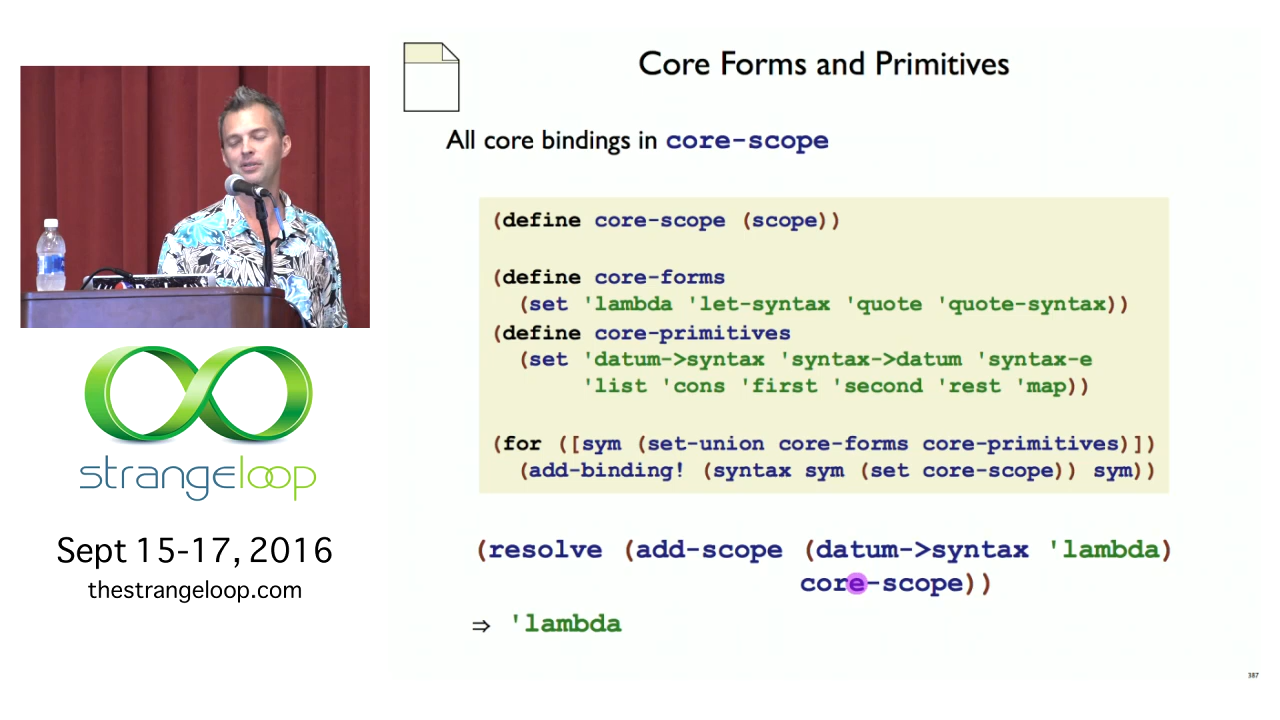 Core Forms and Primitives
All core bindings in core-scope
(define core-scope (scope))
(define core-forms
(set 'lambda 'let-syntax 'quote 'quote-syntax))
(define core-primitives
(set 'datum->syntax 'syntax->datum 'syntax-e
'list 'cons 'first 'second 'rest 'map))
(for ([sym (set-union core-forms core-primitives)])
(add-binding! (syntax sym (set core-scope)) sym))
(resolve (add-scope (datum->syntax 'lambda)
core-scope))
⇒ 'lambda
387
strangeloop
Sept 15-17, 2016
thestrangeloop.com